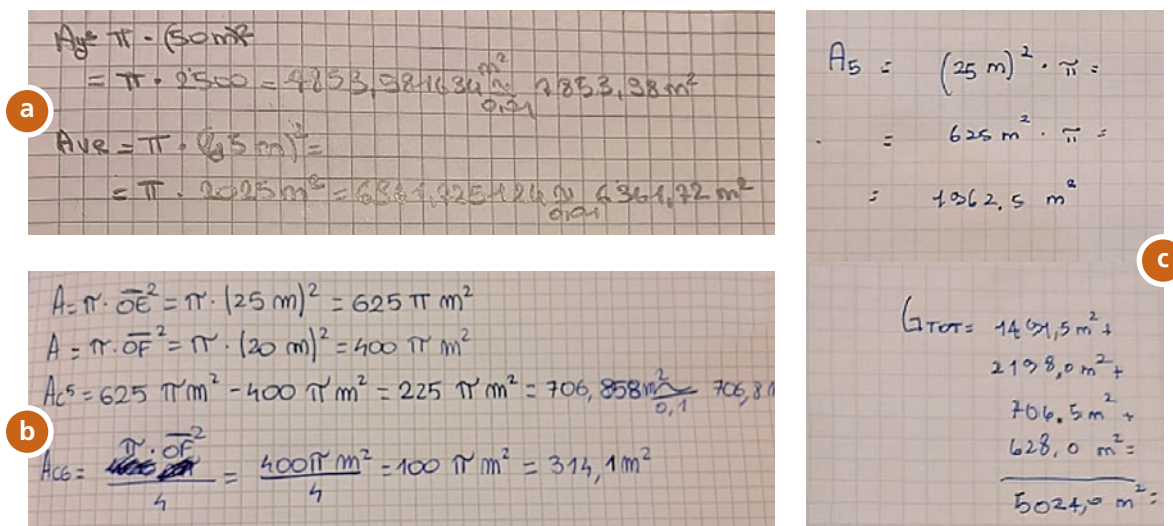 a
Aye π · (50m)²
= π · 2500 = 7853,981634 m² ≈ 0,01 7853,98 m²
Ave = π · (45 m)² =
= π · 2025 m² = 6361,725124 ≈ 0,01 6361,72 m²
b
A = π · OE² = π · (25 m)² = 625 π m²
A = π · OF² = π · (20 m)² = 400 π m²
Ac5 = 625 π m² - 400 π m² = 225 π m² = 706,858 m² ≈ 0,1 706,8
Ac6 = π · OF² / 4 = 400 π m² / 4 = 100 π m² = 314,1 m²
c
A5 = (25 m)² · π =
= 625 m² · π =
= 1962,5 m²
GTOT = 1491,5 m² +
2198,0 m² +
706.5 m² +
628,0 m² =
5024,0 m² =